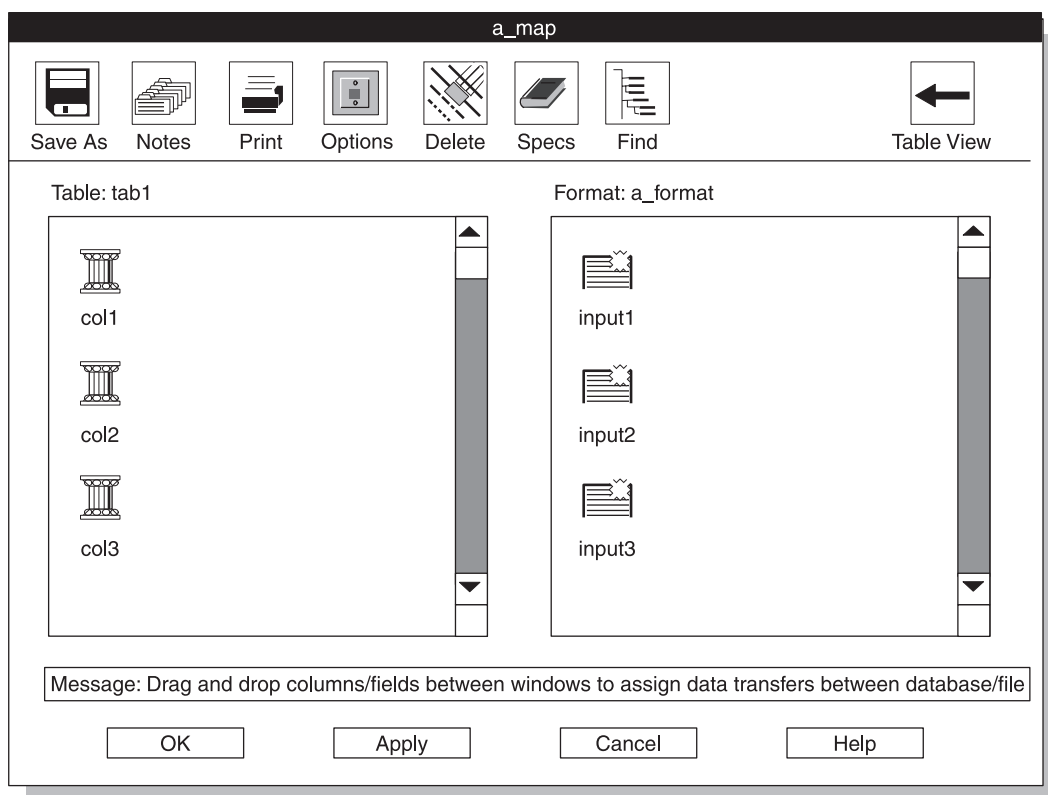 a_map
Save As Notes Print Options Delete Specs Find Table View
Table: tab1 Format: a_format
col1 input1
col2 input2
col3 input3
Message: Drag and drop columns/fields between windows to assign data transfers between database/file
OK Apply Cancel Help